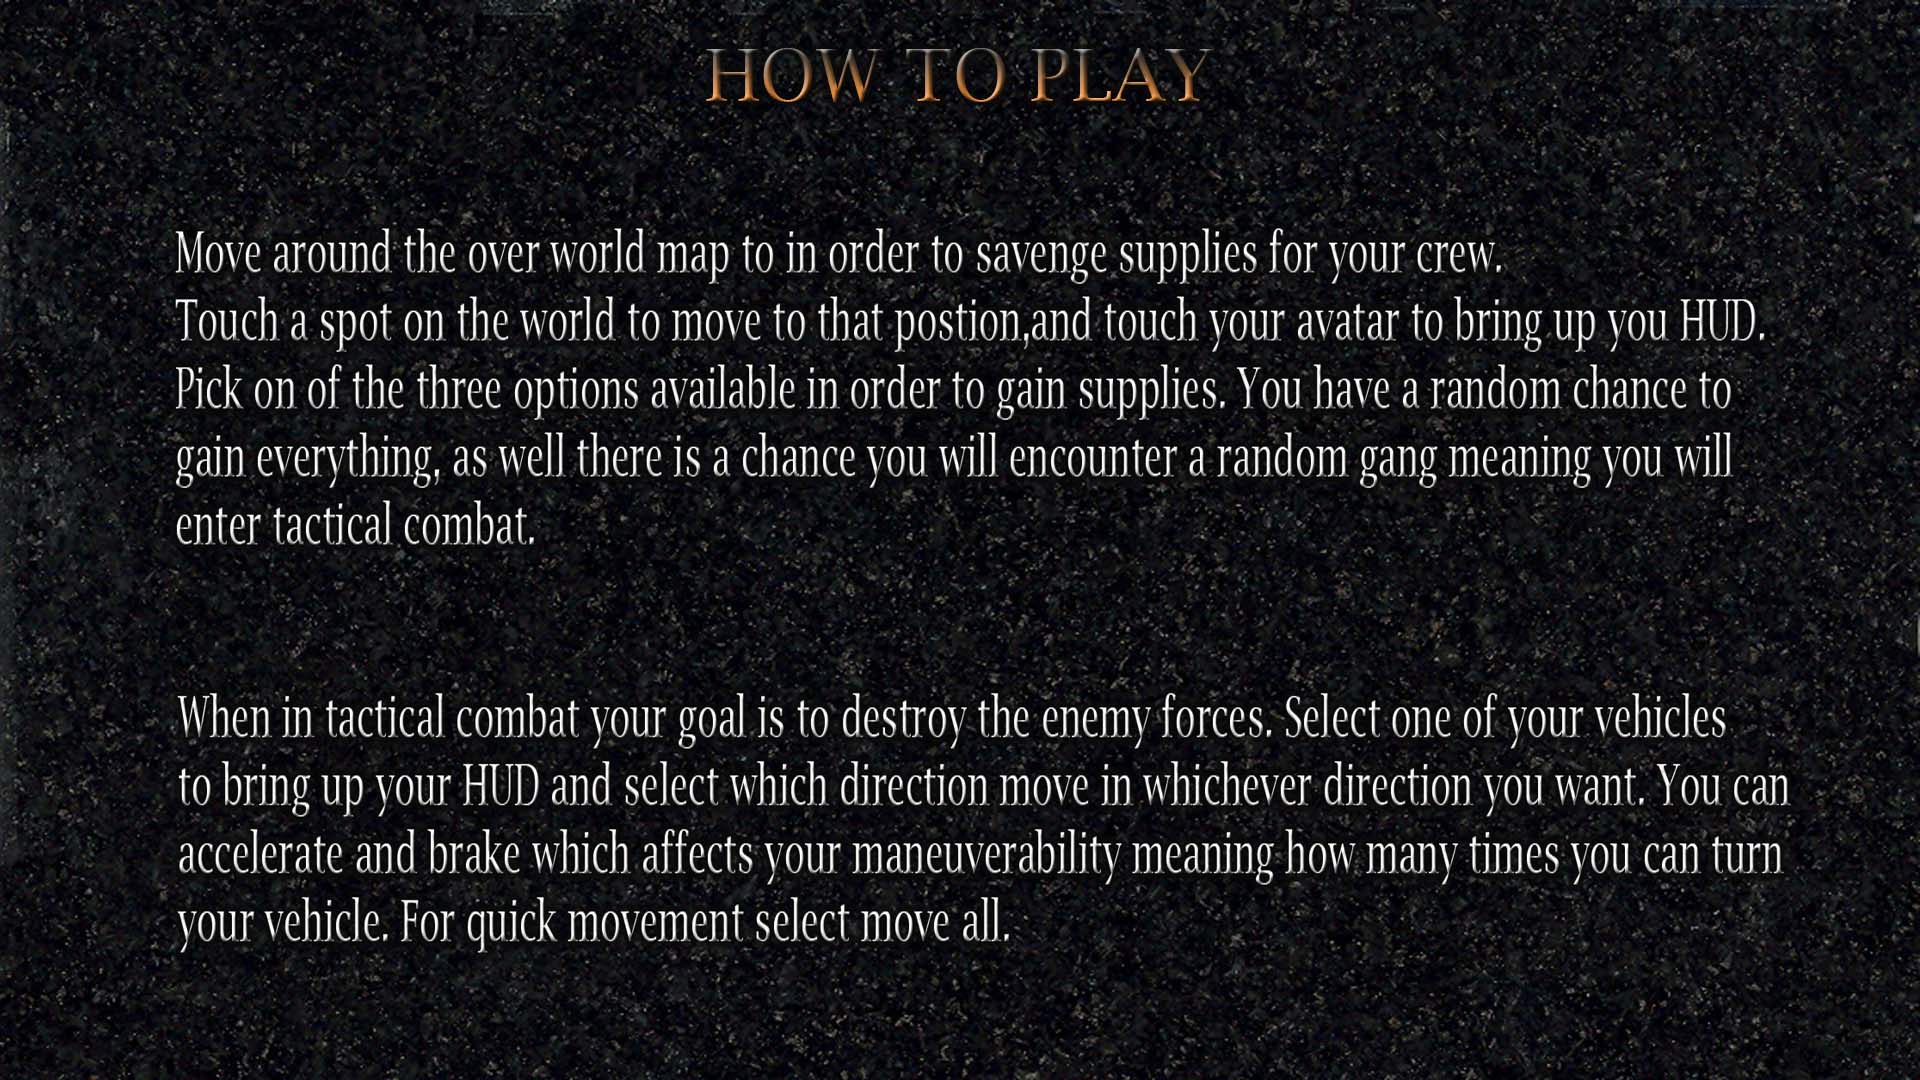 HOW TO PLAY
Move around the over world map to in order to savenge supplies for your crew.
Touch a spot on the world to move to that postion,and touch your avatar to bring up you HUD.
Pick on of the three options available in order to gain supplies. You have a random chance to
gain everything, as well there is a chance you will encounter a random gang meaning you will
enter tactical combat.
When in tactical combat your goal is to destroy the enemy forces. Select one of your vehicles
to bring up your HUD and select which direction move in whichever direction you want. You can
accelerate and brake which affects your maneuverability meaning how many times you can turn
your vehicle. For quick movement select move all.